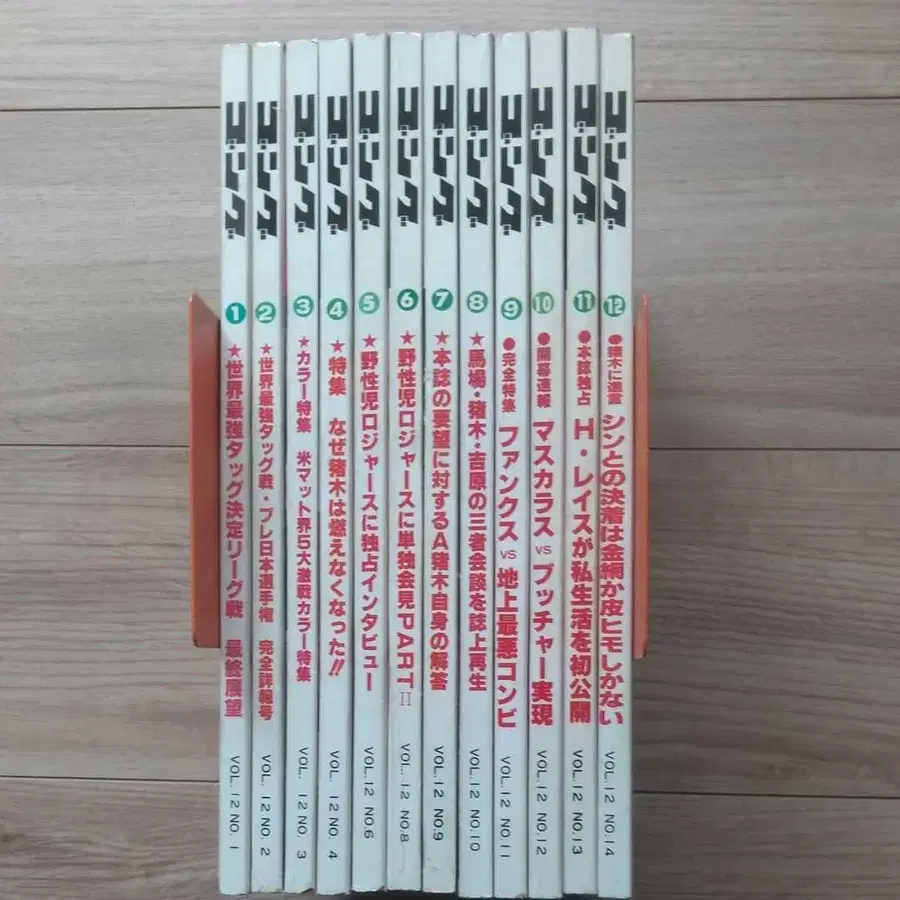 ゴング
1
★世界最強タッグ決定リーグ戦 最終展望
VOL. 12 NO. 1
ゴング
2
★世界最強タッグ戦・プレ日本選手権 完全詳報号
VOL. 12 NO. 2
ゴング
3
★カラー特集 米マット界5大激戦カラー特集
VOL. 12 NO. 3
ゴング
4
★特集 なぜ猪木は燃えなくなった!!
VOL. 12 NO. 4
ゴング
5
★野性児ロジャースに独占インタビュー
VOL. 12 NO. 6
ゴング
6
★野性児ロジャースに単独会見PARTⅡ
VOL. 12 NO. 8
ゴング
7
★本誌の要望に対するA猪木自身の解答
VOL. 12 NO. 9
ゴング
8
★馬場・猪木・吉原の三者会談を誌上再生
VOL. 12 NO. 10
ゴング
9
●完全特集 ファンクス vs 地上最悪コンビ
VOL. 12 NO. 11
ゴング
10
●開幕速報 マスカラス vs ブッチャー実現
VOL. 12 NO. 12
ゴング
11
●本誌独占 H・レイスが私生活を初公開
VOL. 12 NO. 13
ゴング
12
●猪木に進言 シンとの決着は金網か皮ヒモしかない
VOL. 12 NO. 14